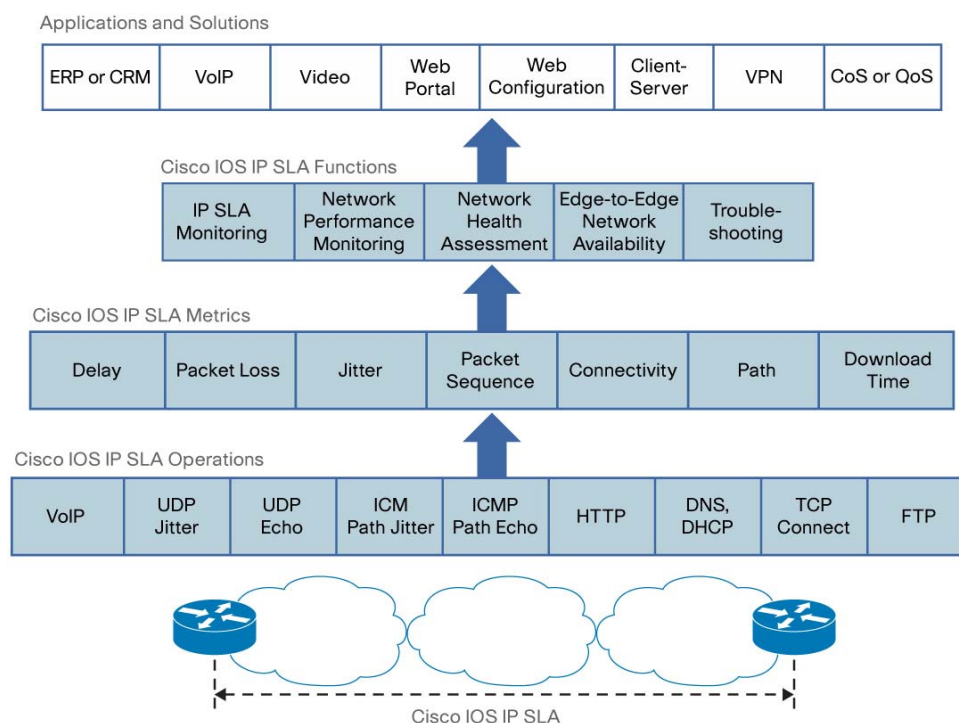 Applications and Solutions
ERP or CRM
VoIP
Video
Web
Portal
Web
Configuration
Client-
Server
VPN
CoS or QoS
Cisco IOS IP SLA Functions
IP SLA
Monitoring
Network
Performance
Monitoring
Network
Health
Assessment
Edge-to-Edge
Network
Availability
Trouble-
shooting
Cisco IOS IP SLA Metrics
Delay
Packet Loss
Jitter
Packet
Sequence
Connectivity
Path
Download
Time
Cisco IOS IP SLA Operations
VoIP
UDP
Jitter
UDP
Echo
ICM
Path Jitter
ICMP
Path Echo
HTTP
DNS,
DHCP
TCP
Connect
FTP
Cisco IOS IP SLA